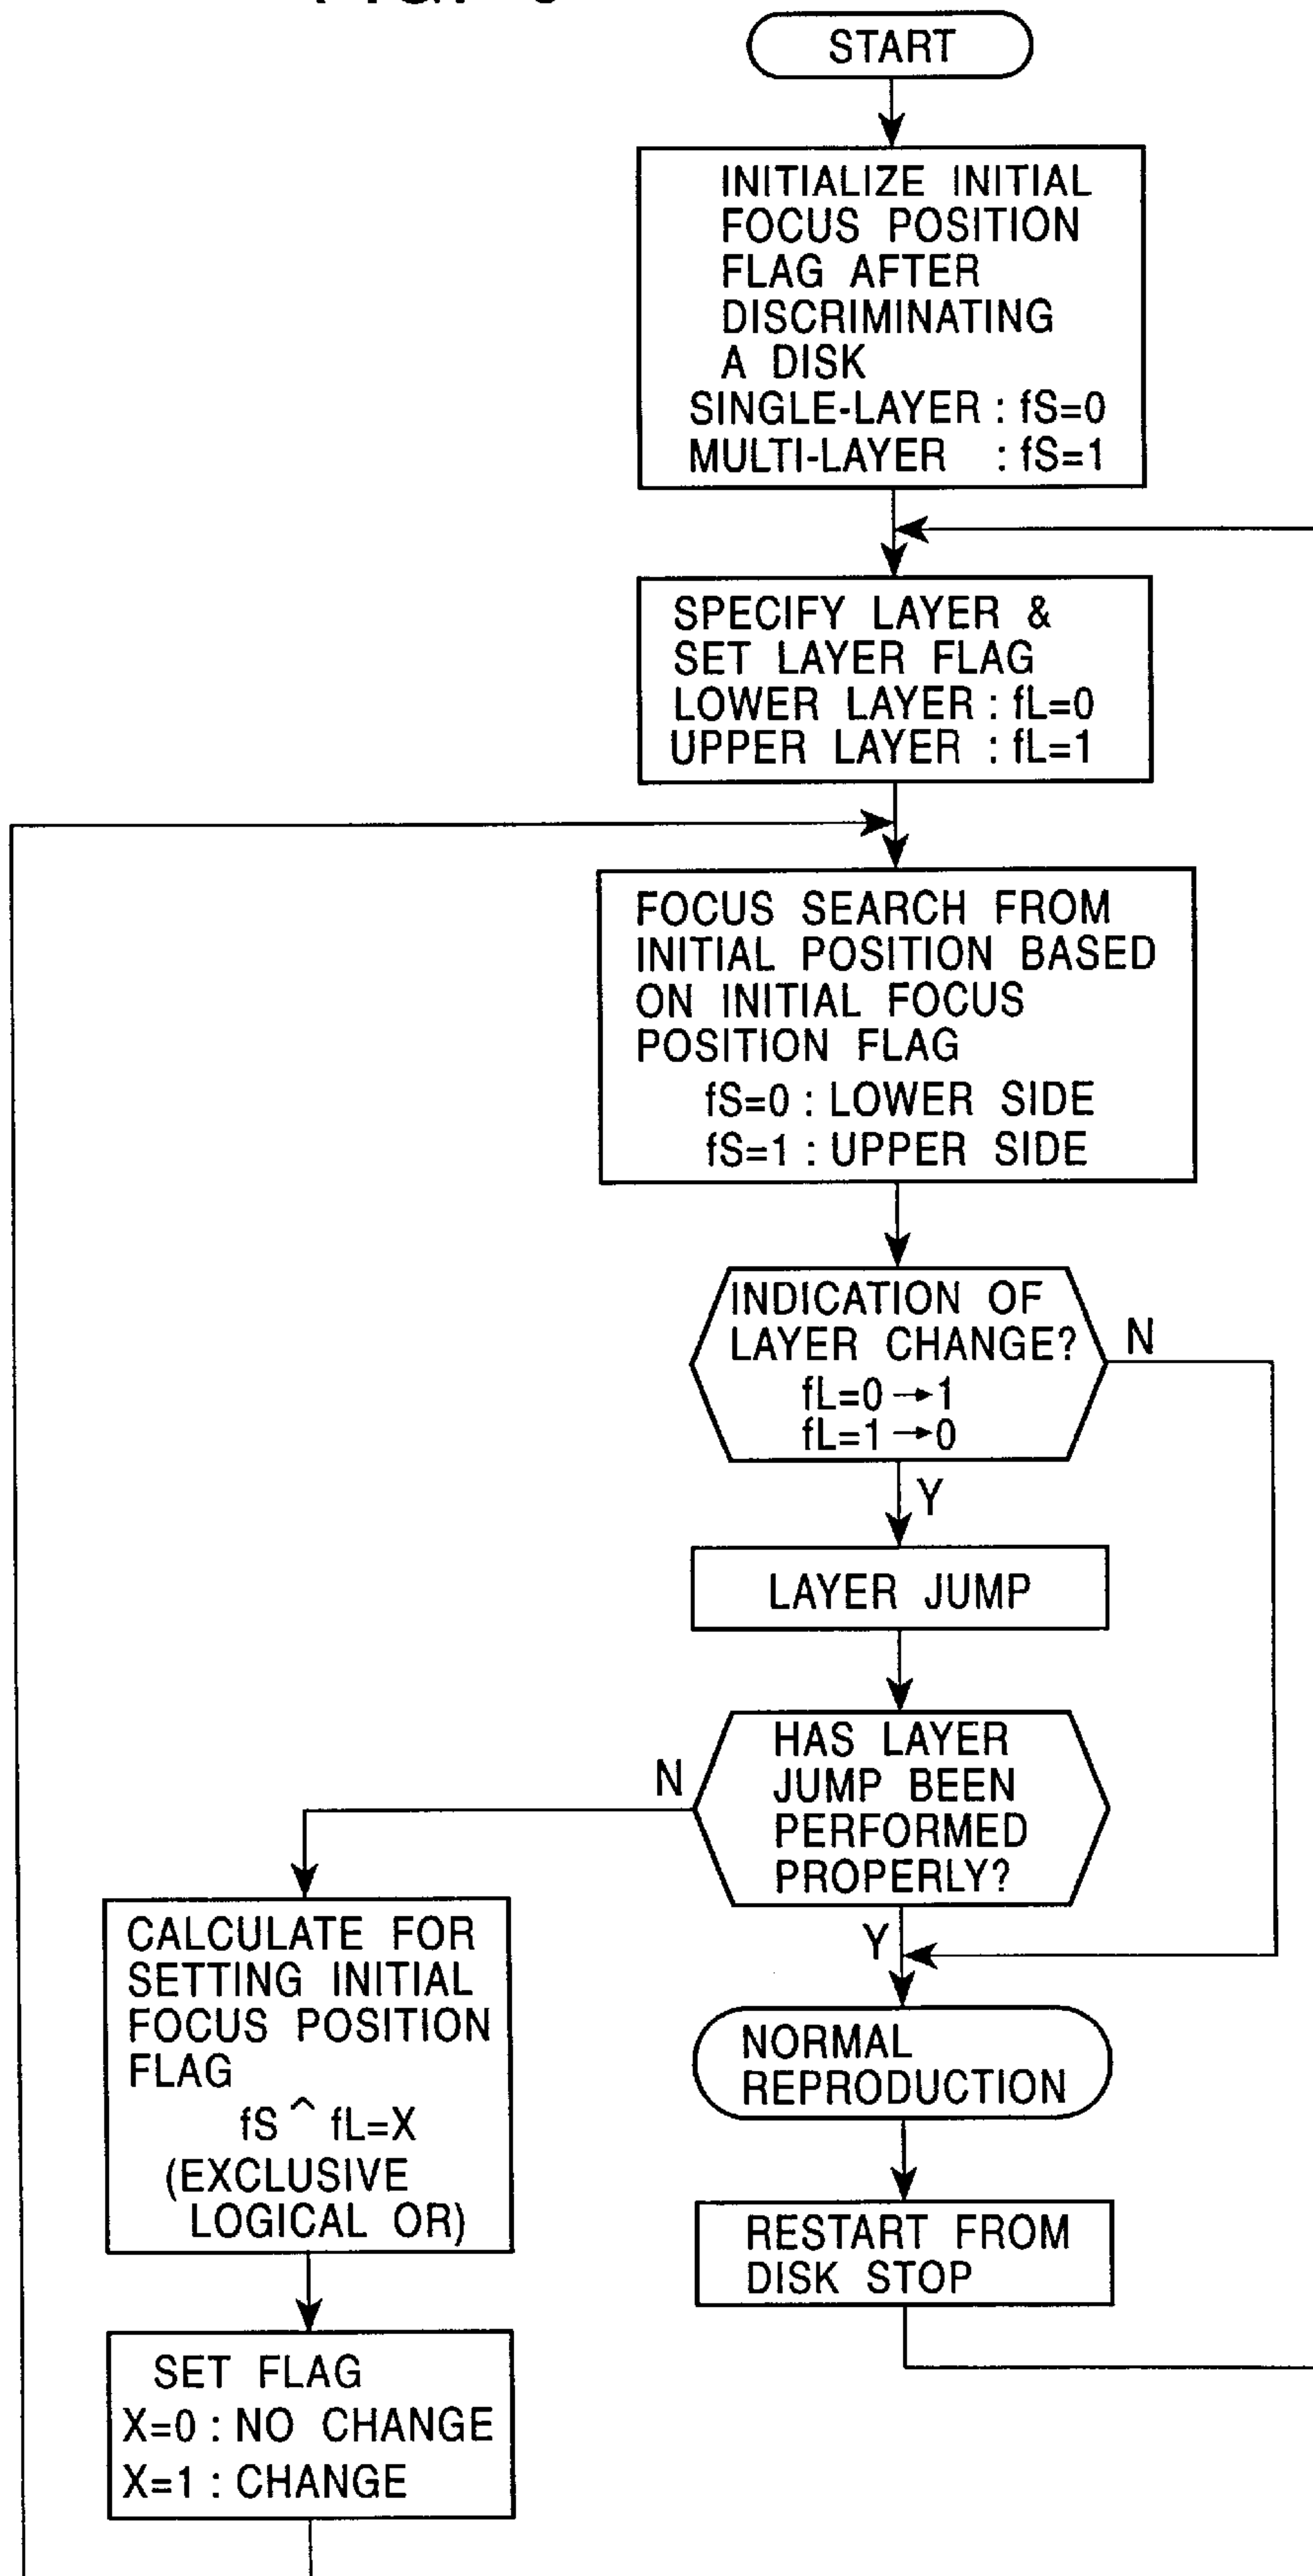 START
INITIALIZE INITIAL
FOCUS POSITION
FLAG AFTER
DISCRIMINATING
A DISK
SINGLE-LAYER : fS=0
MULTI-LAYER : fS=1
SPECIFY LAYER &
SET LAYER FLAG
LOWER LAYER : fL=0
UPPER LAYER : fL=1
FOCUS SEARCH FROM
INITIAL POSITION BASED
ON INITIAL FOCUS
POSITION FLAG
fS=0 : LOWER SIDE
fS=1 : UPPER SIDE
INDICATION OF
LAYER CHANGE?
fL=0→1
fL=1→0
N
Y
LAYER JUMP
HAS LAYER
JUMP BEEN
PERFORMED
PROPERLY?
N
Y
CALCULATE FOR
SETTING INITIAL
FOCUS POSITION
FLAG
fS ^ fL=X
(EXCLUSIVE
LOGICAL OR)
SET FLAG
X=0 : NO CHANGE
X=1 : CHANGE
NORMAL
REPRODUCTION
RESTART FROM
DISK STOP